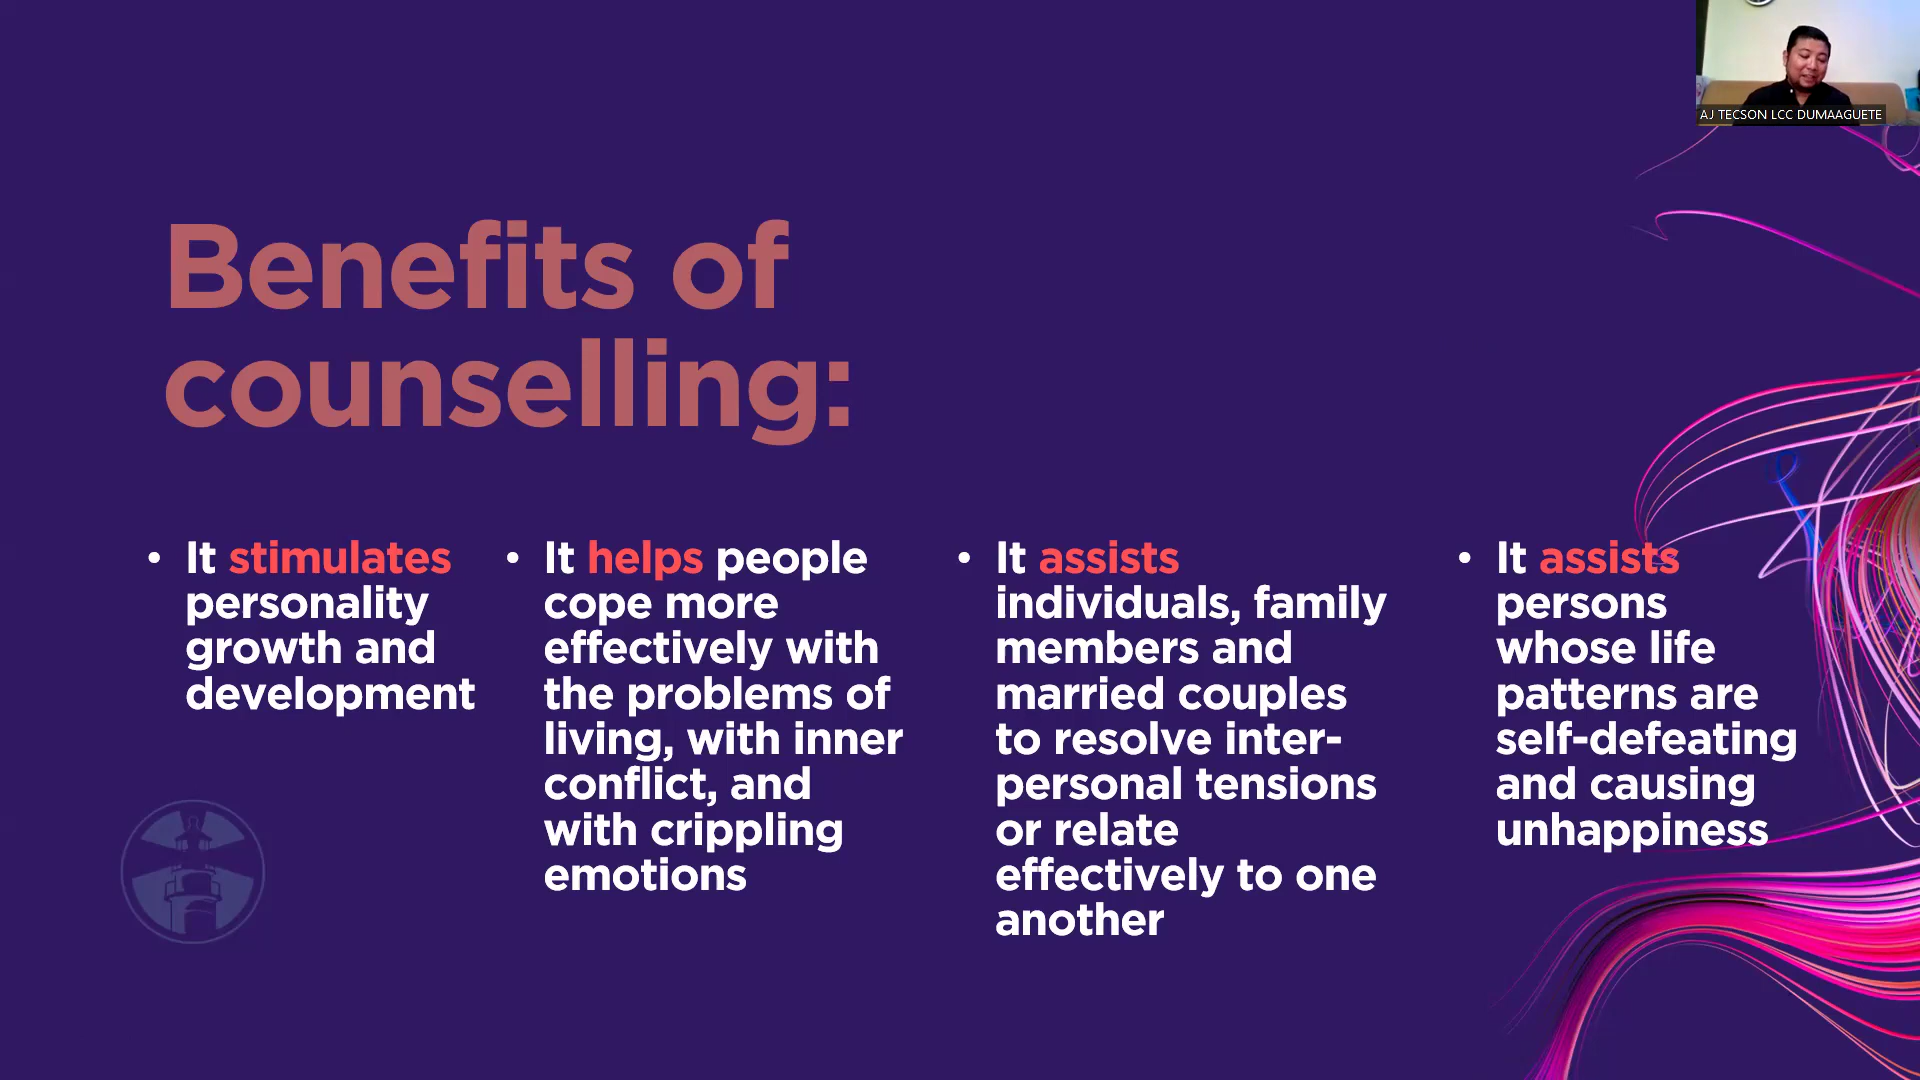 AJ TECSON LCC DUMAAGUETE
Benefits of
counselling:
• It stimulates
personality
growth and
development
• It helps people
cope more
effectively with
the problems of
living, with inner
conflict, and
with crippling
emotions
• It assists
individuals, family
members and
married couples
to resolve inter-
personal tensions
or relate
effectively to one
another
• It assists
persons
whose life
patterns are
self-defeating
and causing
unhappiness